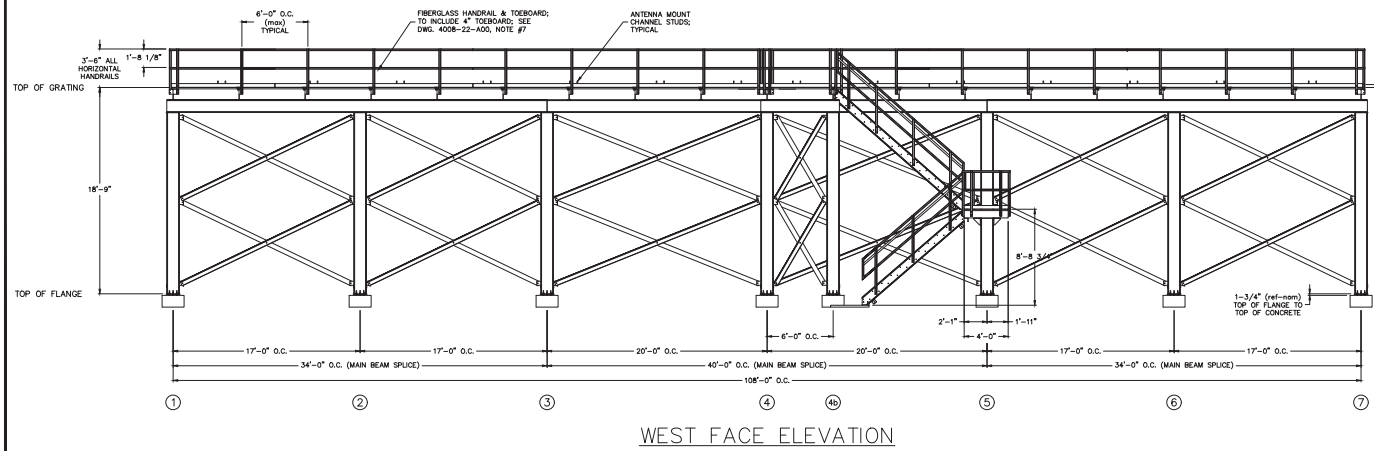 6'-0" O.C.
(max)
TYPICAL
FIBERGLASS HANDRAIL & TOEBOARD;
TO INCLUDE 4" TOEBOARD; SEE
DWG. 4008-22-A00, NOTE #7
ANTENNA MOUNT
CHANNEL STUDS;
TYPICAL
3'-6" ALL
HORIZONTAL
HANDRAILS
1'-8 1/8"
TOP OF GRATING
18'-9"
TOP OF FLANGE
8'-8 3/4"
1-3/4" (ref-nom)
TOP OF FLANGE TO
TOP OF CONCRETE
2'-1"
1'-11"
4'-0"
6'-0" O.C.
17'-0" O.C.
17'-0" O.C.
20'-0" O.C.
20'-0" O.C.
17'-0" O.C.
17'-0" O.C.
34'-0" O.C. (MAIN BEAM SPLICE)
40'-0" O.C. (MAIN BEAM SPLICE)
34'-0" O.C. (MAIN BEAM SPLICE)
108'-0" O.C.
1
2
3
4
4b
5
6
7
WEST FACE ELEVATION